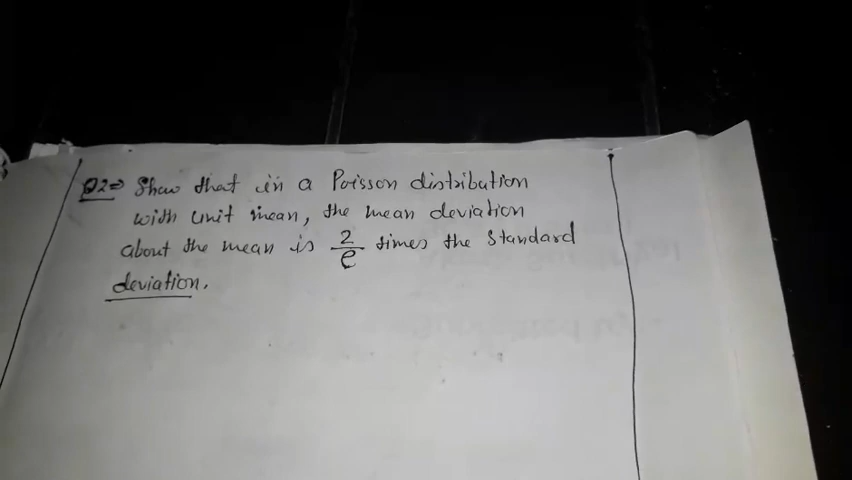 Q2⇒ Show that in a Poisson distribution
with unit mean, the mean deviation
about the mean is 2/e times the standard
deviation.